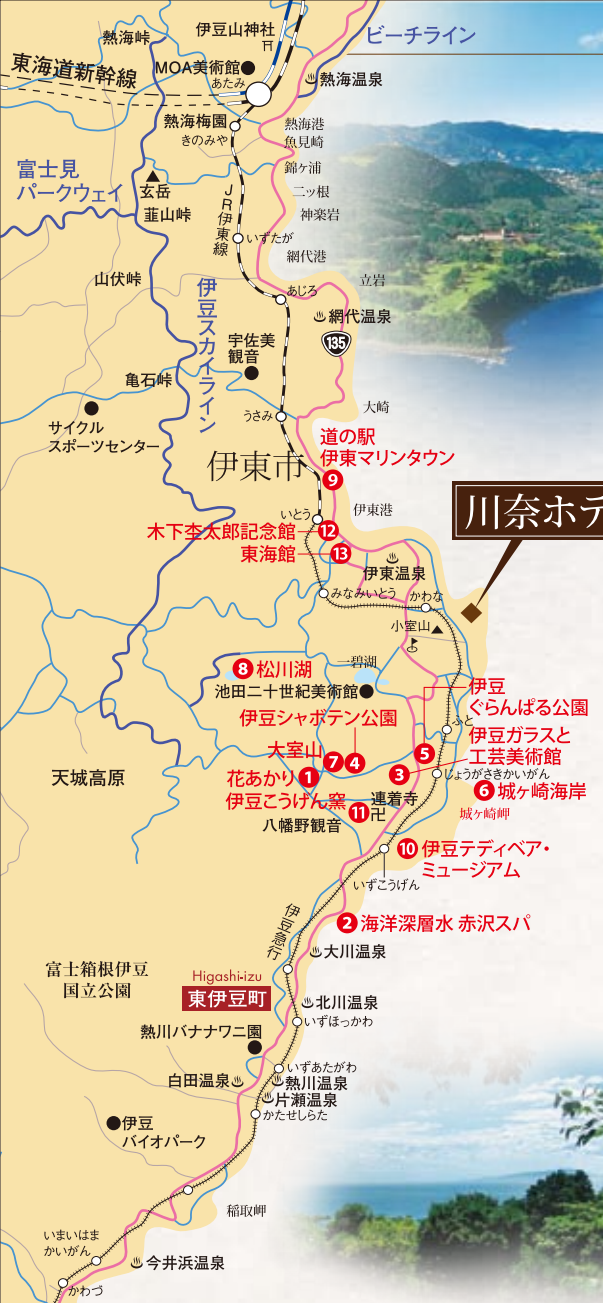 伊豆山神社
熱海峠
ビーチライン
東海道新幹線
MOA美術館
あたみ
熱海温泉
熱海梅園
きのみや
熱海港
魚見崎
錦ヶ浦
富士見
パークウェイ
玄岳
二ッ根
韮山峠
JR伊東線
神楽岩
いずたが
網代港
山伏峠
立岩
伊豆スカイライン
あじろ
網代温泉
135
宇佐美
観音
亀石峠
大崎
サイクル
スポーツセンター
うさみ
道の駅
伊東マリンタウン
伊東市
9
川奈ホテ
いとう
伊東港
木下杢太郎記念館
12
東海館
13
伊東温泉
みなみいとう
かわな
小室山
一碧湖
8 松川湖
池田二十世紀美術館
伊豆
ぐらんぱる公園
伊豆シャボテン公園
ふと
伊豆ガラスと
工芸美術館
大室山
7
4
5
3
天城高原
花あかり
1
じょうがさきかいがん
6 城ヶ崎海岸
伊豆こうげん窯
11
連着寺
卍
城ヶ崎岬
八幡野観音
10 伊豆テディベア・
ミュージアム
いずこうげん
2 海洋深層水 赤沢スパ
伊豆急行
大川温泉
富士箱根伊豆
国立公園
Higashi-izu
東伊豆町
北川温泉
いずほっかわ
熱川バナナワニ園
いずあたがわ
白田温泉
熱川温泉
片瀬温泉
かたせしらた
伊豆
バイオパーク
稲取岬
いまいはま
かいがん
今井浜温泉
かわづ